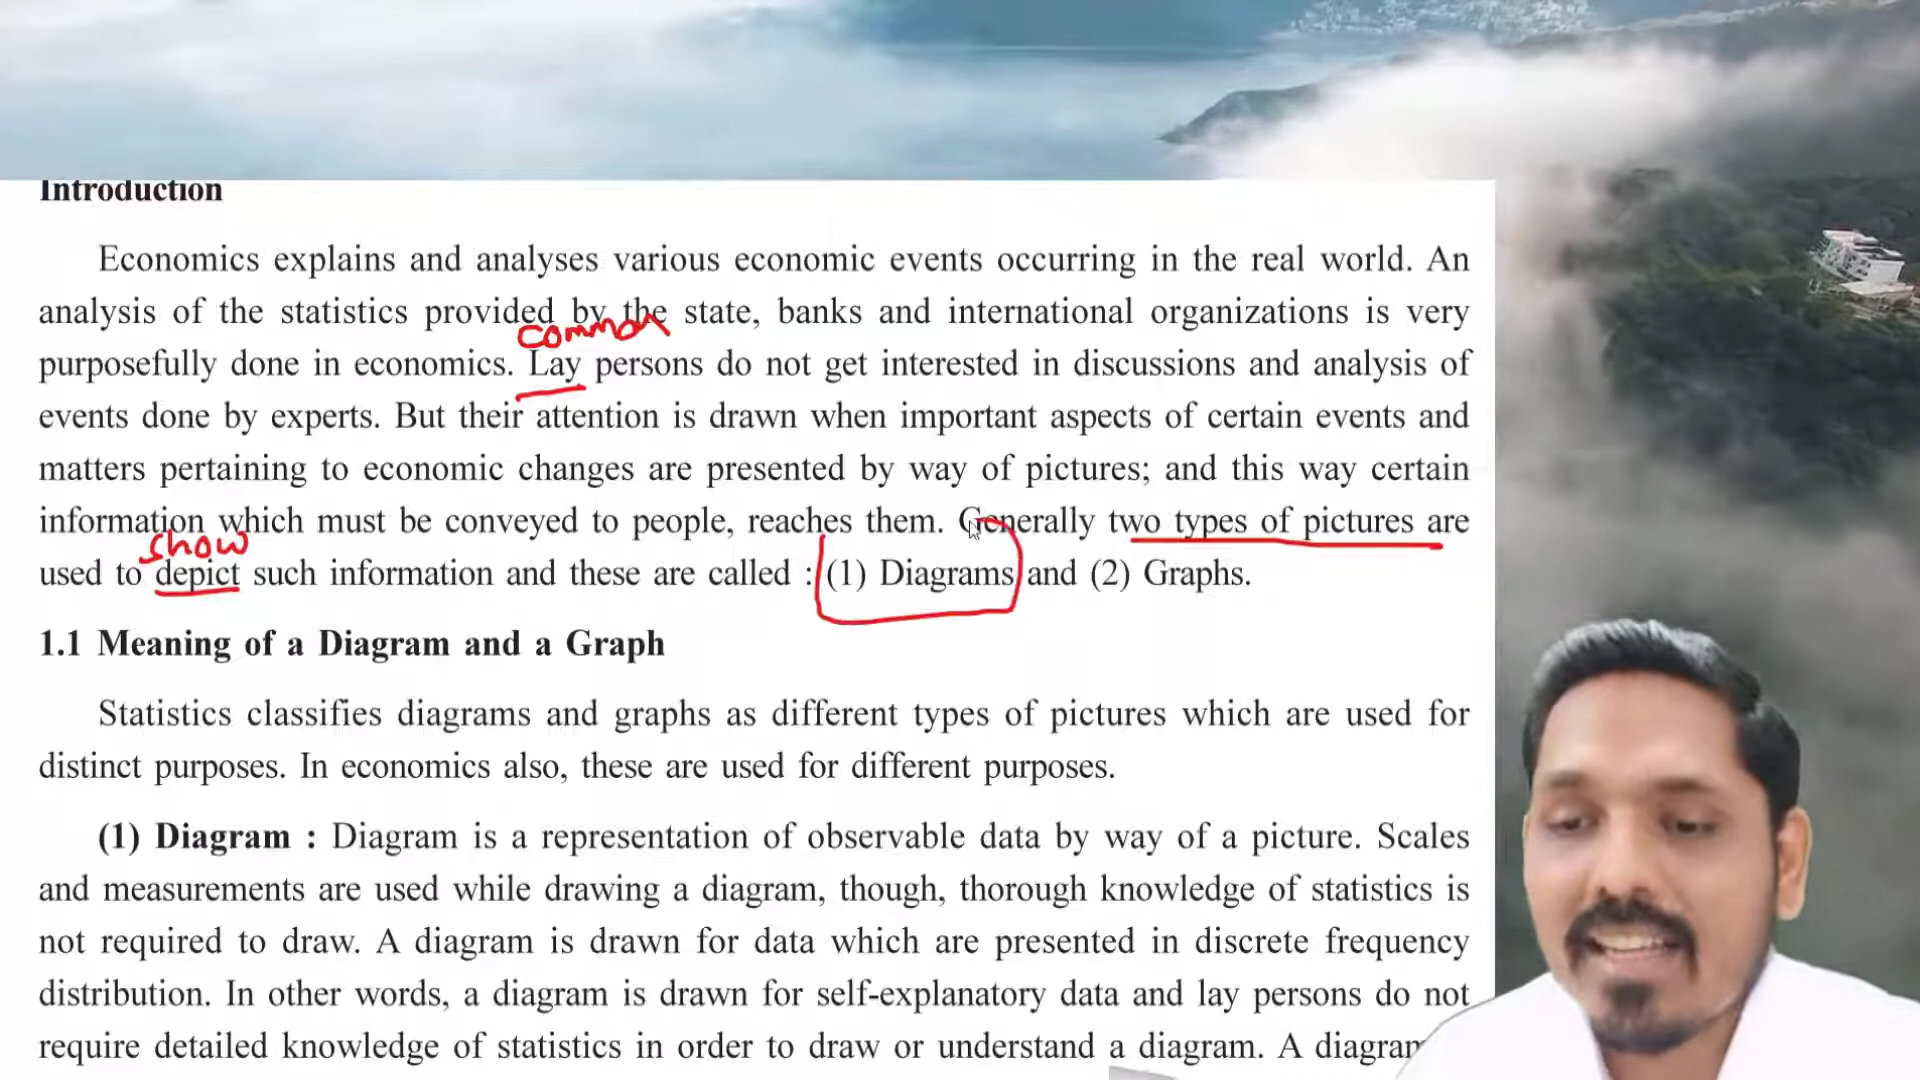 Introduction
Economics explains and analyses various economic events occurring in the real world. An
analysis of the statistics provided by the state, banks and international organizations is very
common
purposefully done in economics. Lay persons do not get interested in discussions and analysis of
events done by experts. But their attention is drawn when important aspects of certain events and
matters pertaining to economic changes are presented by way of pictures; and this way certain
information which must be conveyed to people, reaches them. Generally two types of pictures are
show
used to depict such information and these are called : (1) Diagrams and (2) Graphs.
1.1 Meaning of a Diagram and a Graph
Statistics classifies diagrams and graphs as different types of pictures which are used for
distinct purposes. In economics also, these are used for different purposes.
(1) Diagram : Diagram is a representation of observable data by way of a picture. Scales
and measurements are used while drawing a diagram, though, thorough knowledge of statistics is
not required to draw. A diagram is drawn for data which are presented in discrete frequency
distribution. In other words, a diagram is drawn for self-explanatory data and lay persons do not
require detailed knowledge of statistics in order to draw or understand a diagram. A diagram